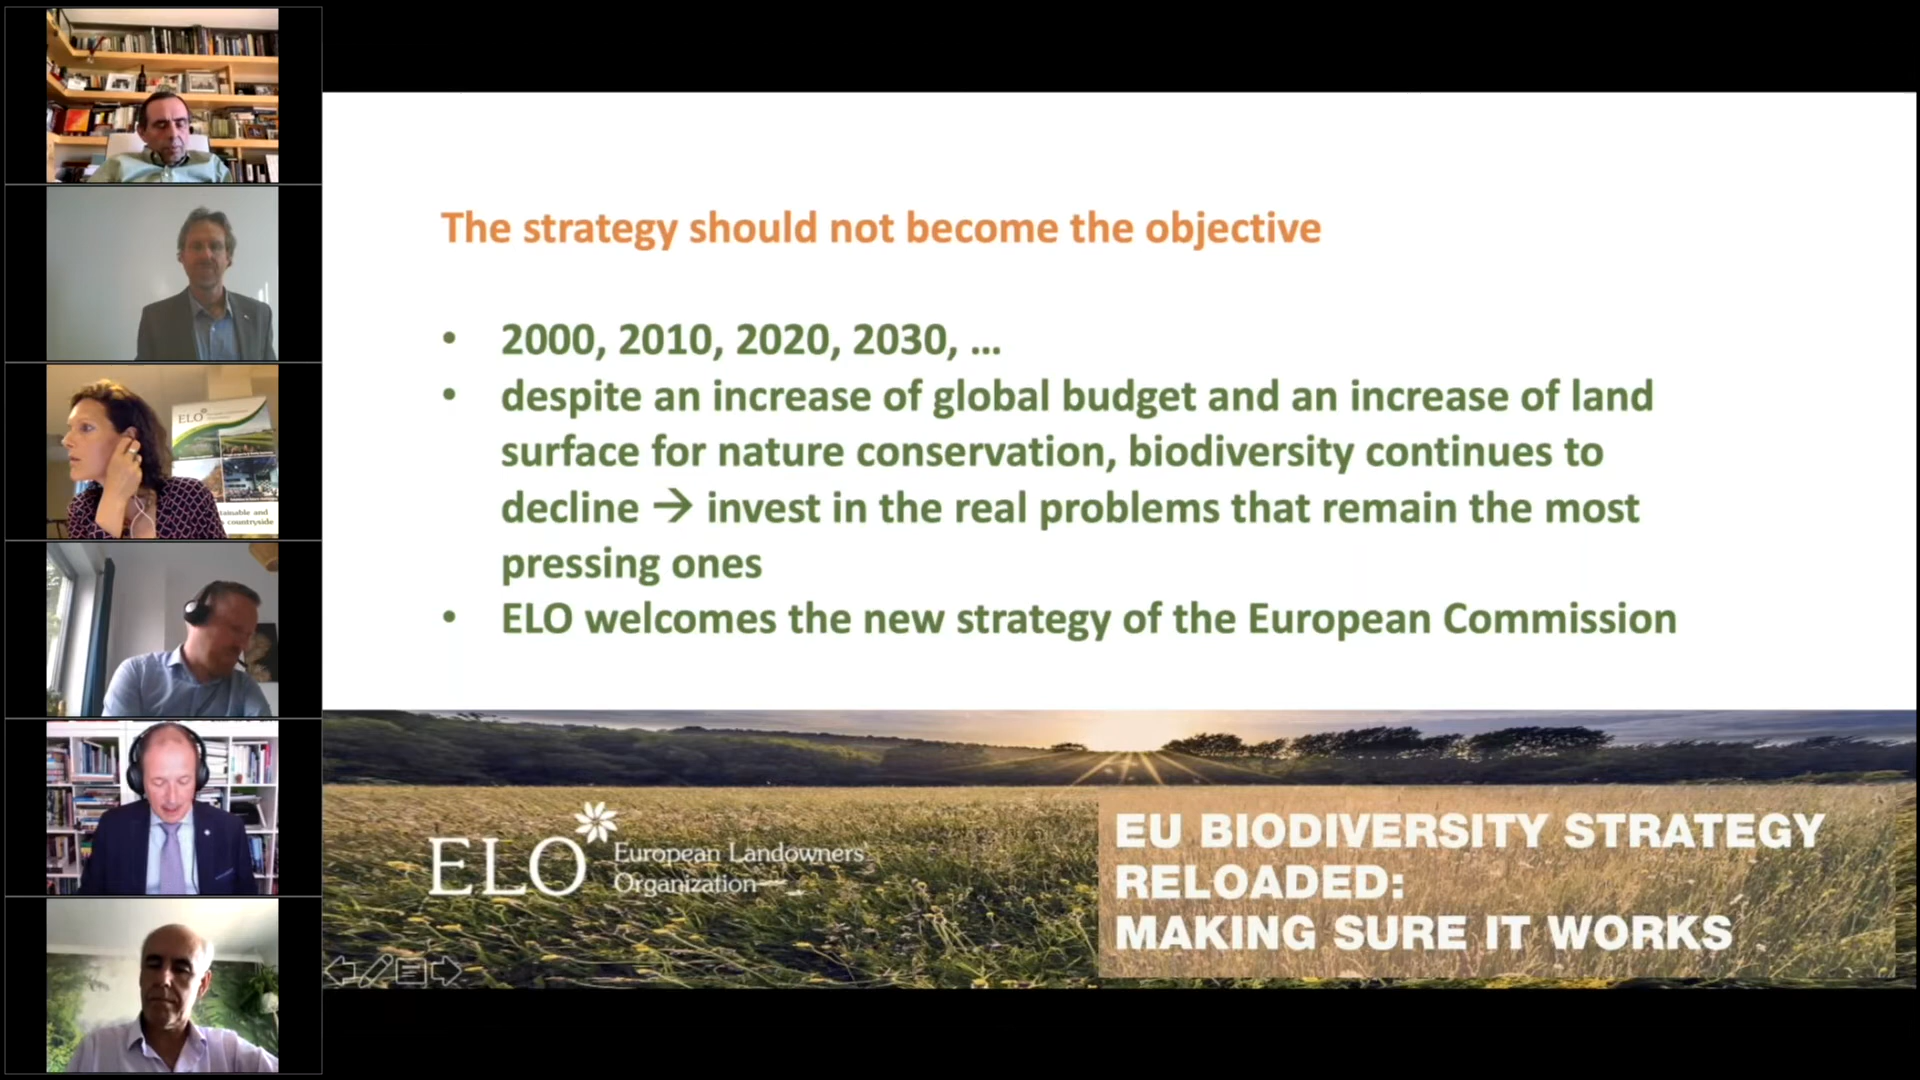 The strategy should not become the objective
• 2000, 2010, 2020, 2030, ...
• despite an increase of global budget and an increase of land
surface for nature conservation, biodiversity continues to
decline → invest in the real problems that remain the most
pressing ones
• ELO welcomes the new strategy of the European Commission
ELO
European Landowners'
Organization
EU BIODIVERSITY STRATEGY
RELOADED:
MAKING SURE IT WORKS
ELO
countryside